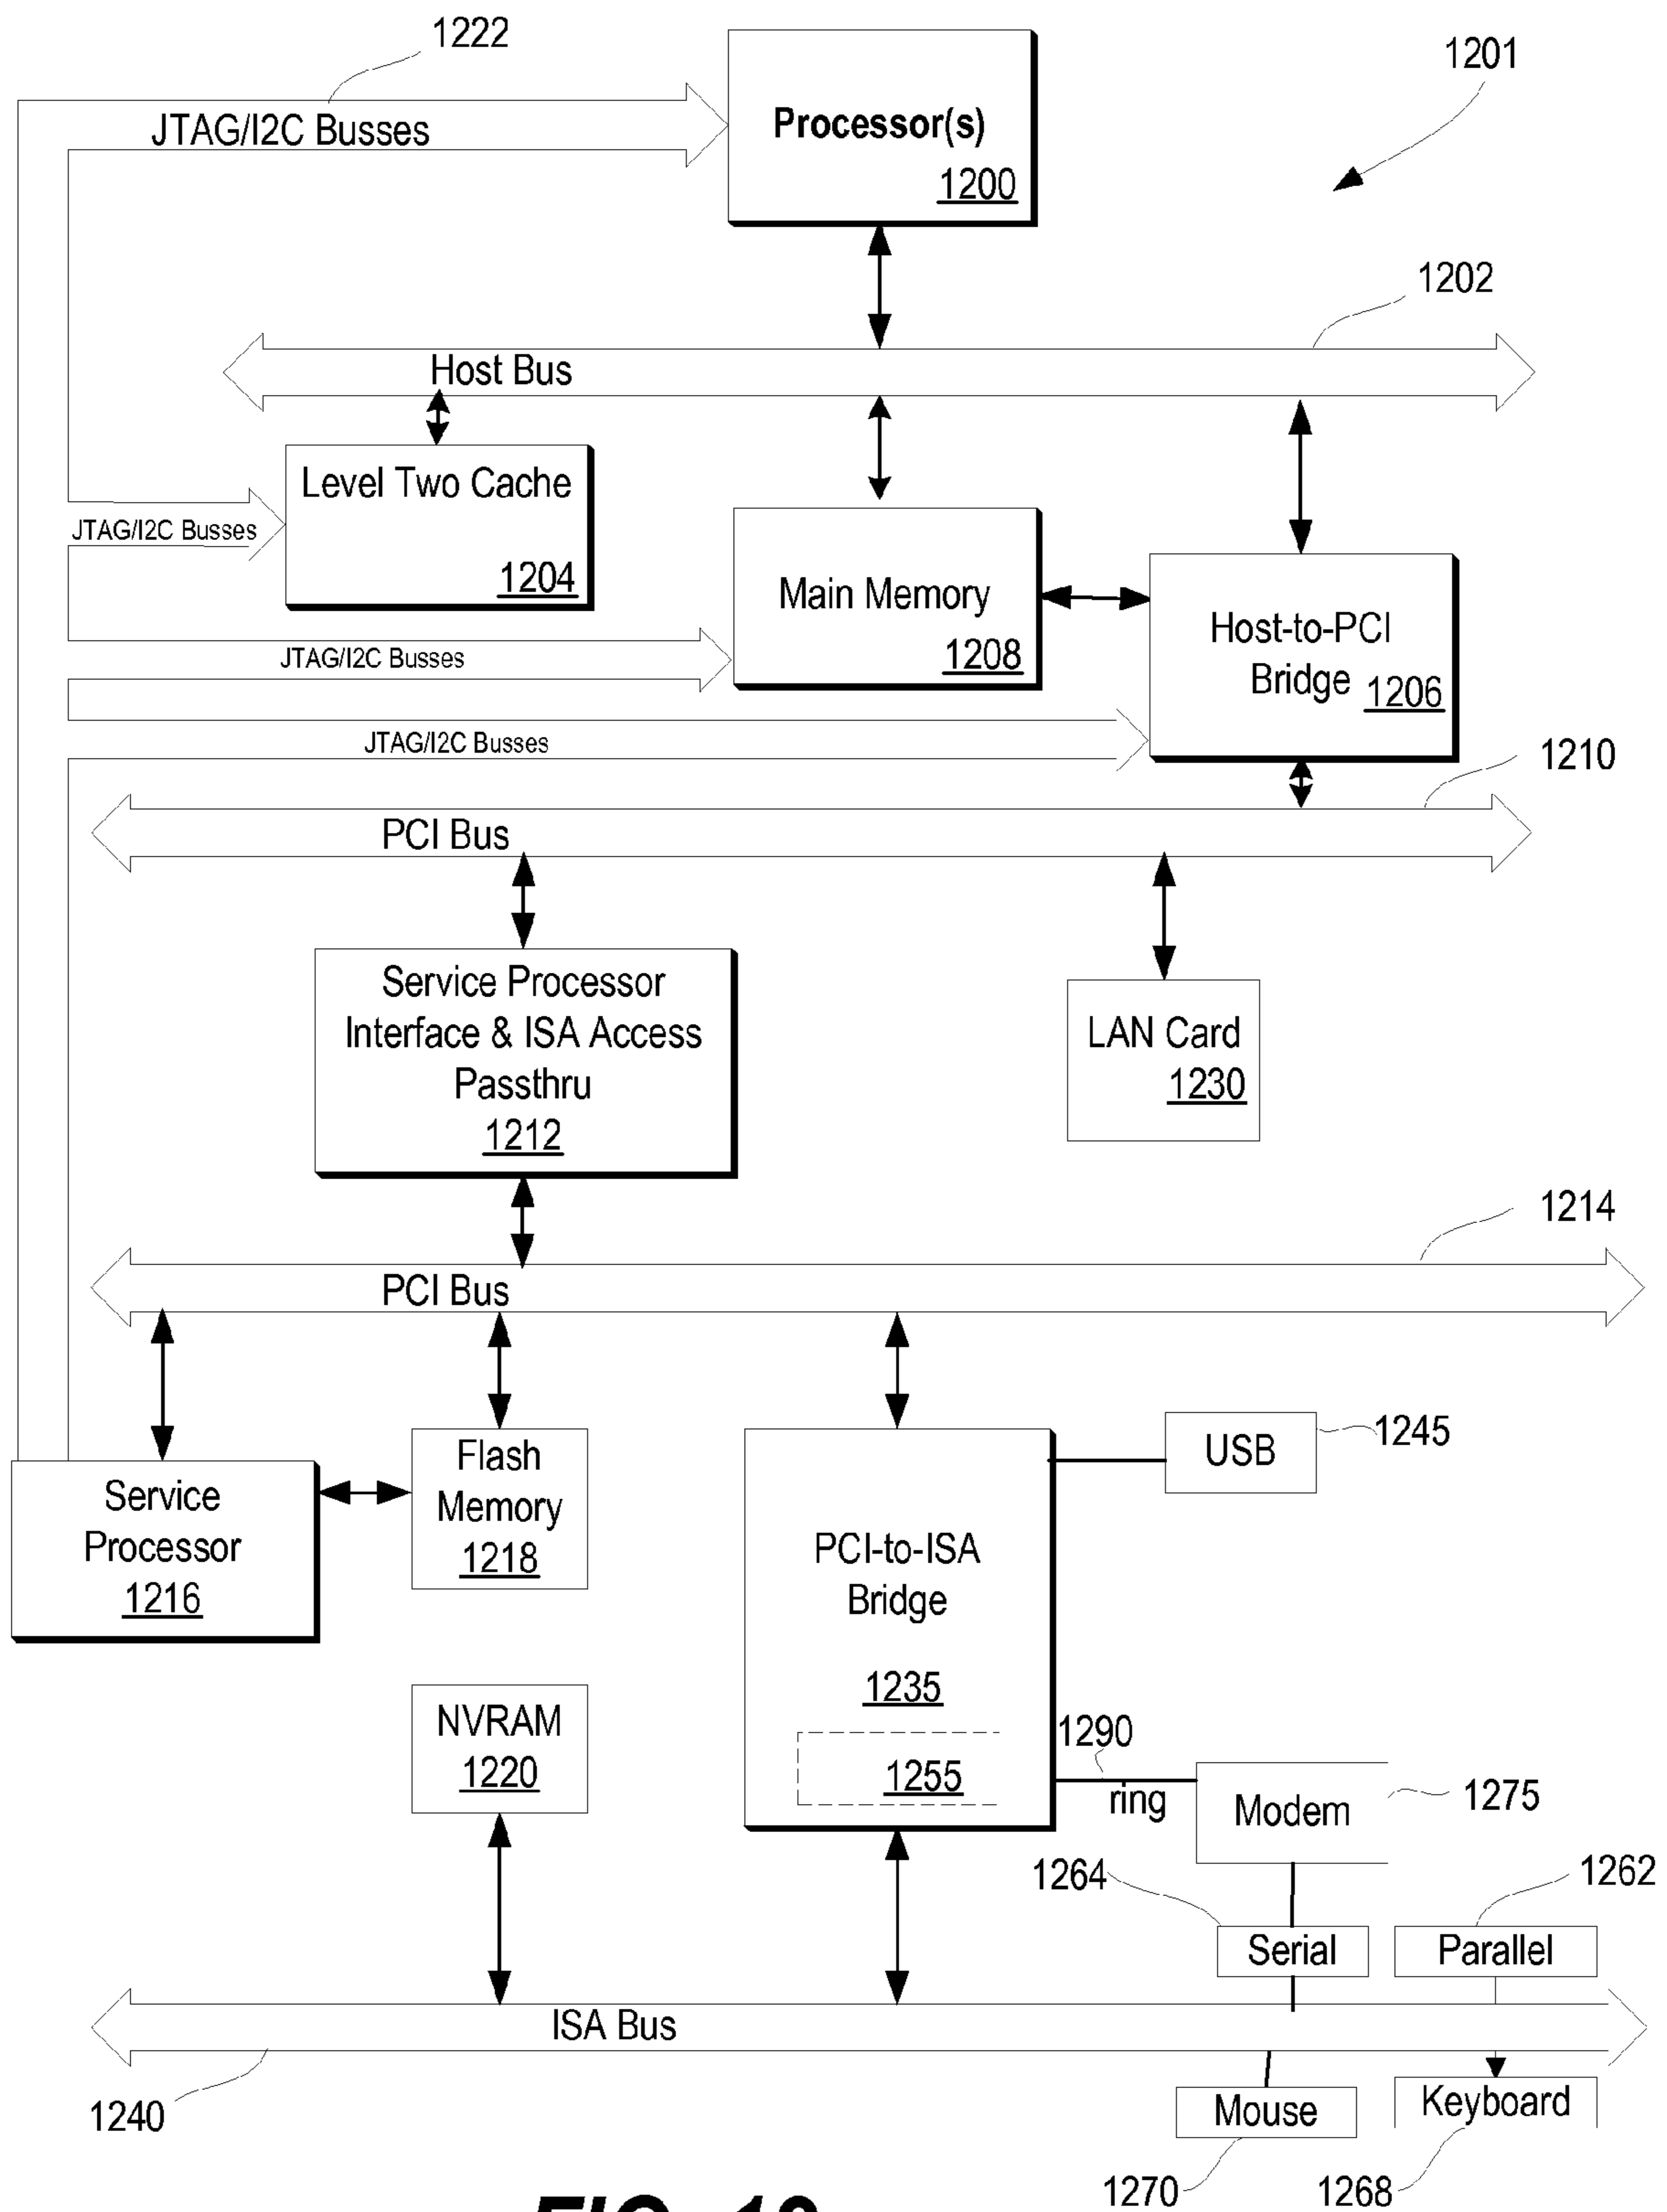 1222
1201
JTAG/I2C Busses
Processor(s)
1200
1202
Host Bus
Level Two Cache
1204
JTAG/I2C Busses
Main Memory
1208
Host-to-PCI
Bridge 1206
JTAG/I2C Busses
JTAG/I2C Busses
1210
PCI Bus
Service Processor
Interface & ISA Access
Passthru
1212
LAN Card
1230
1214
PCI Bus
Service
Processor
1216
Flash
Memory
1218
USB
1245
PCI-to-ISA
Bridge
1235
1255
NVRAM
1220
1290
ring
Modem
1275
1264
1262
Serial
Parallel
ISA Bus
1240
Mouse
Keyboard
1270
1268